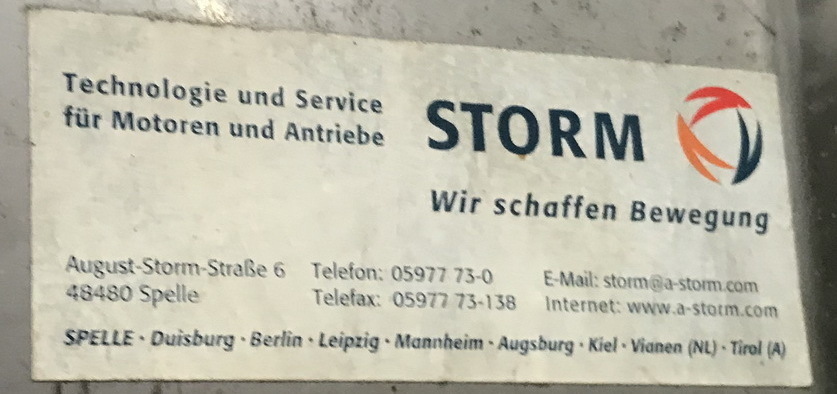 Technologie und Service
für Motoren und Antriebe
STORM
Wir schaffen Bewegung
August-Storm-Straße 6 Telefon: 05977 73-0 E-Mail: storm@a-storm.com
48480 Spelle Telefax: 05977 73-138 Internet: www.a-storm.com
SPELLE · Duisburg · Berlin · Leipzig · Mannheim · Augsburg · Kiel · Vianen (NL) · Tirol (A)